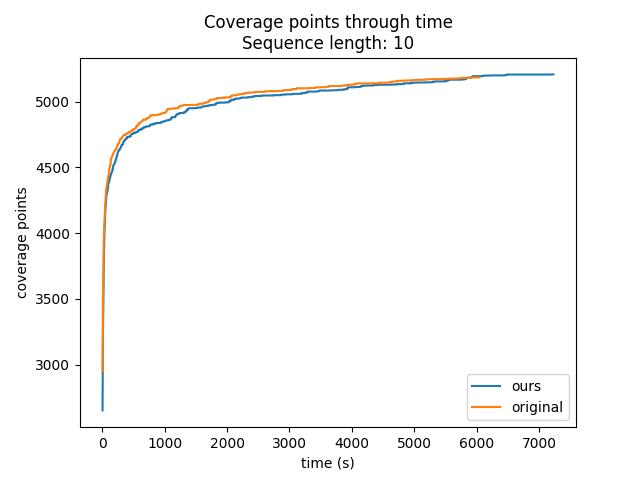 Coverage points through time
Sequence length: 10
coverage points
5000
4500
4000
3500
3000
ours
original
0 1000 2000 3000 4000 5000 6000 7000
time (s)